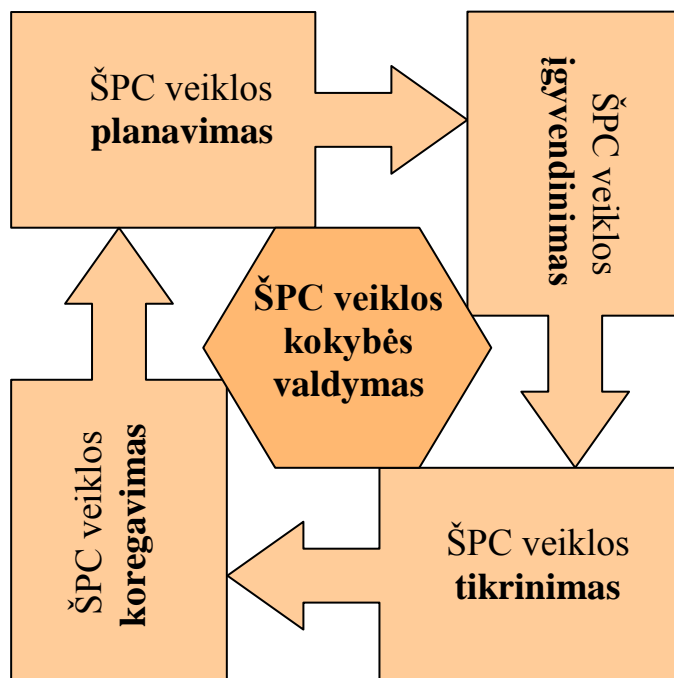 ŠPC veiklos
planavimas
ŠPC veiklos
įgyvendinimas
ŠPC veiklos
kokybės
valdymas
ŠPC veiklos
koregavimas
ŠPC veiklos
tikrinimas